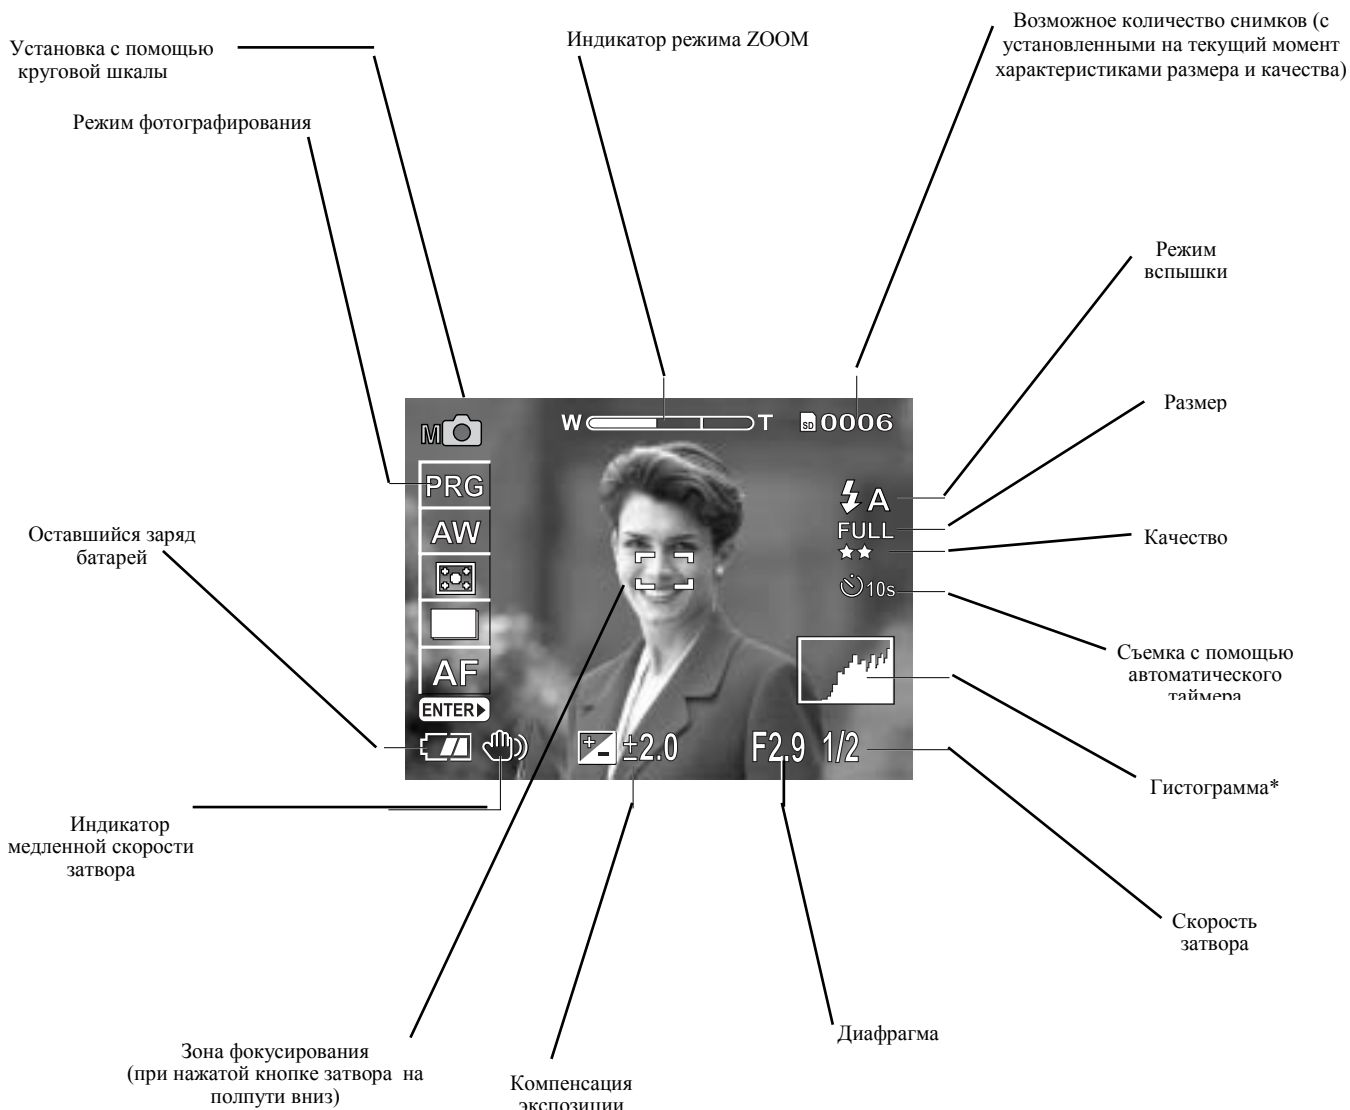 Возможное количество снимков (с
установленными на текущий момент
характеристиками размера и качества)
Индикатор режима ZOOM
Установка с помощью
круговой шкалы
Режим фотографирования
Режим
вспышки
Размер
Оставшийся заряд
батарей
Качество
Съемка с помощью
автоматического
таймера
Гистограмма*
Индикатор
медленной скорости
затвора
Скорость
затвора
Диафрагма
Зона фокусирования
(при нажатой кнопке затвора на
полпути вниз)
Компенсация
экспозиции
M
W T
SD 0006
PRG
A
AW
FULL
10s
AF
ENTER
±2.0
F2.9 1/2